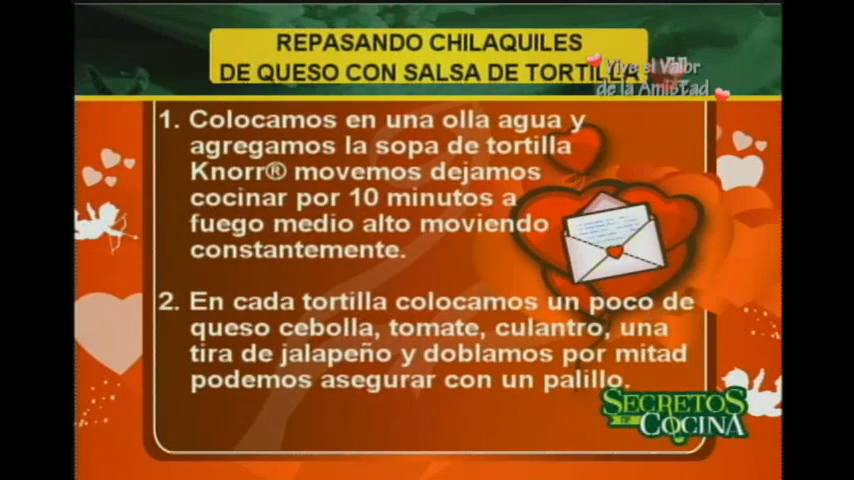 REPASANDO CHILAQUILES
DE QUESO CON SALSA DE TORTILLA
Vive el Valor
de la Amistad
1. Colocamos en una olla agua y
agregamos la sopa de tortilla
Knorr® movemos dejamos
cocinar por 10 minutos a
fuego medio alto moviendo
constantemente.
2. En cada tortilla colocamos un poco de
queso cebolla, tomate, culantro, una
tira de jalapeño y doblamos por mitad
podemos asegurar con un palillo.
SECRETOS
DE COCINA